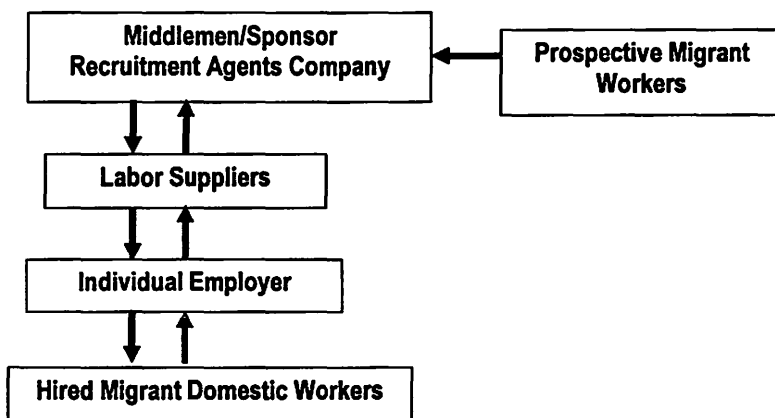 Middlemen/Sponsor
Recruitment Agents Company
Prospective Migrant
Workers
Labor Suppliers
Individual Employer
Hired Migrant Domestic Workers